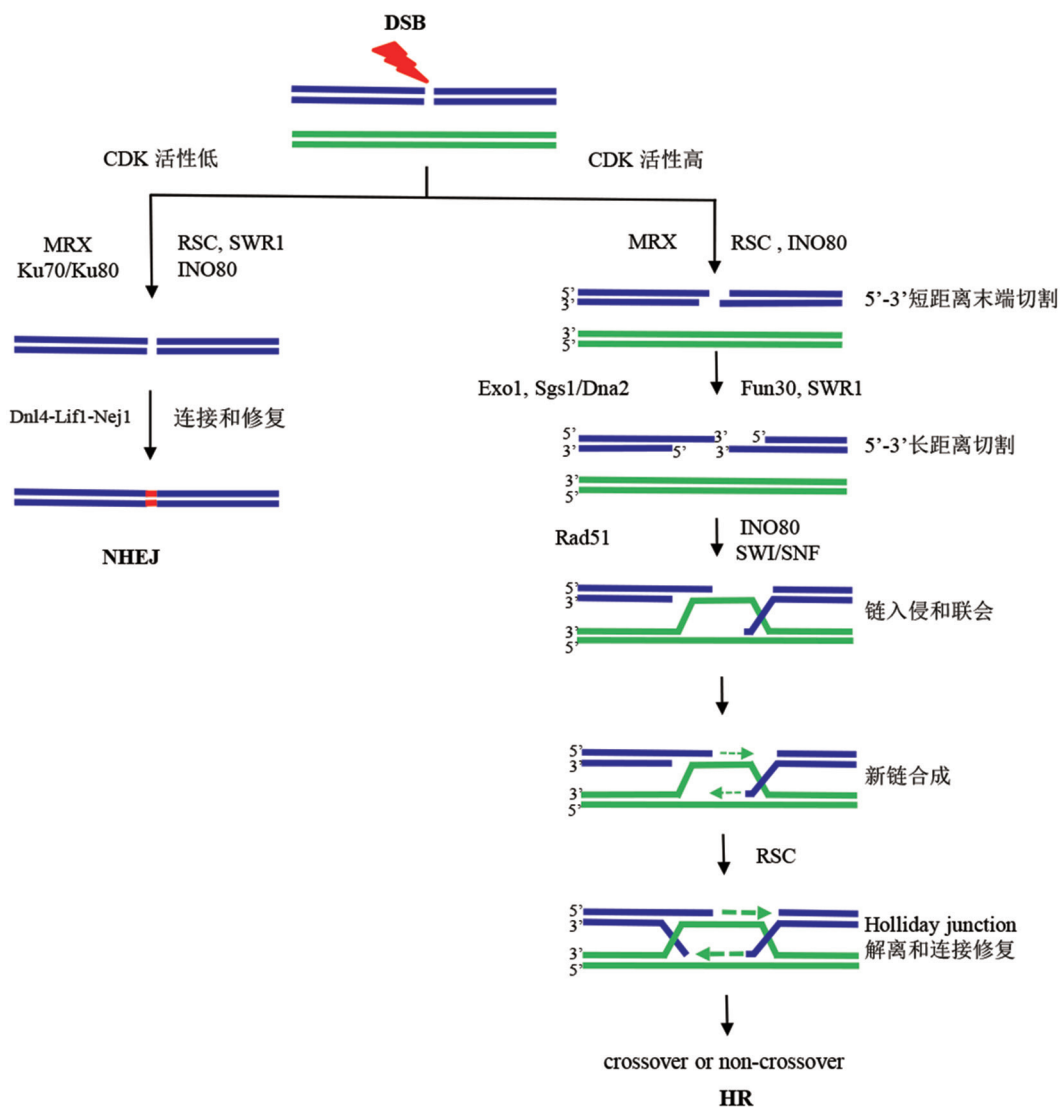 DSB
CDK 活性低
CDK 活性高
MRX
Ku70/Ku80
RSC, SWR1
INO80
Dnl4-Lif1-Nej1
连接和修复
NHEJ
MRX
RSC , INO80
5’
3’
5’-3’短距离末端切割
3’
5’
Exo1, Sgs1/Dna2
Fun30, SWR1
5’
3’
5’
3’
5’
3’
5’-3’长距离切割
3’
5’
Rad51
INO80
SWI/SNF
5’
3’
链入侵和联会
3’
5’
5’
3’
新链合成
3’
5’
RSC
5’
3’
Holliday junction
解离和连接修复
3’
5’
crossover or non-crossover
HR